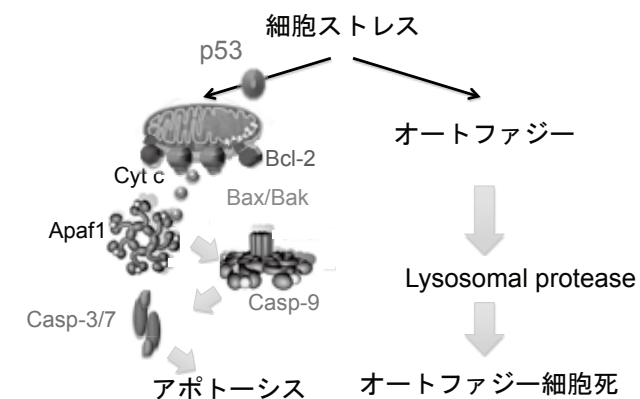 細胞ストレス
p53
オートファジー
Bcl-2
Cyt c
Bax/Bak
Apaf1
Lysosomal protease
Casp-9
Casp-3/7
アポトーシス
オートファジー細胞死